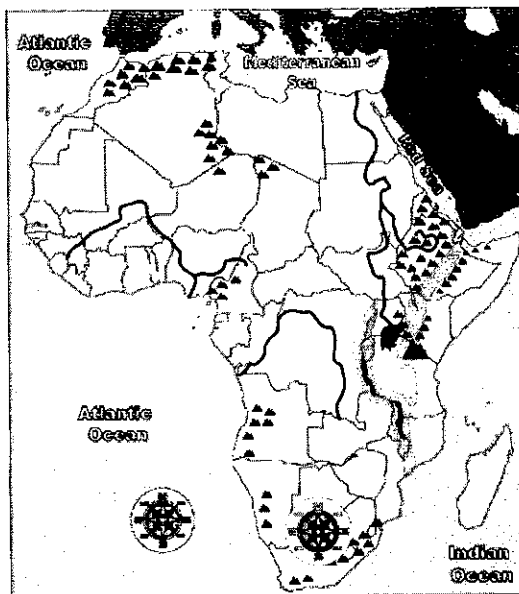 Atlantic
Ocean
Mediterranean
Sea
Red Sea
Atlantic
Ocean
Indian
Ocean